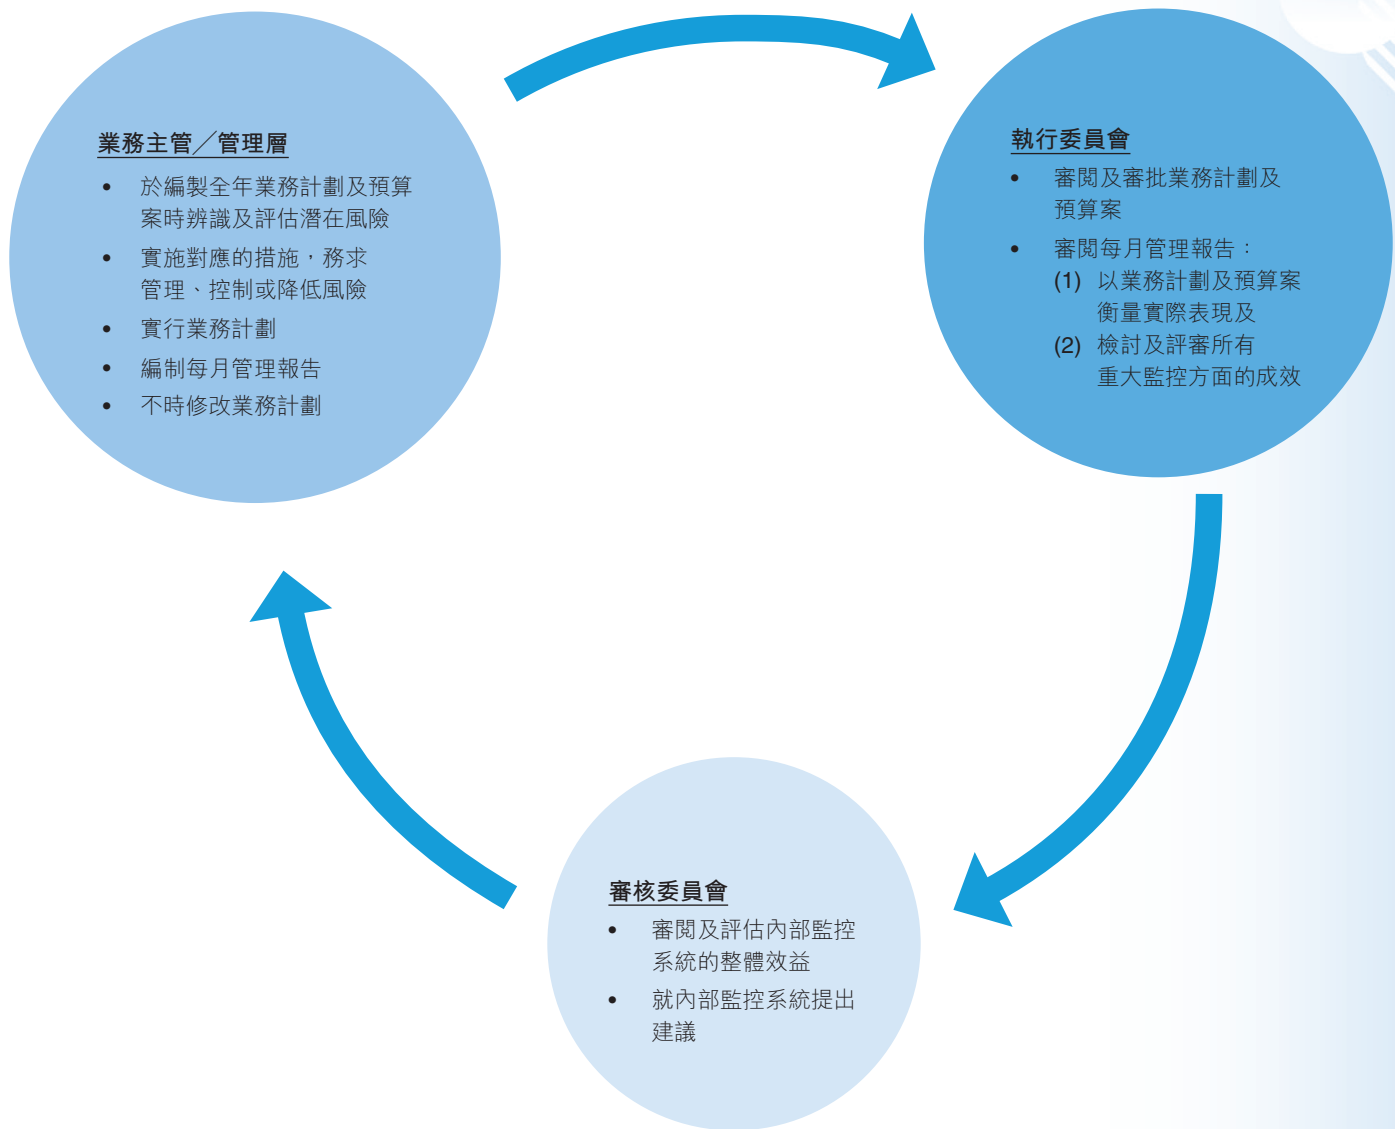 業務主管／管理層
• 於編製全年業務計劃及預算
案時辨識及評估潛在風險
• 實施對應的措施，務求
管理、控制或降低風險
• 實行業務計劃
• 編制每月管理報告
• 不時修改業務計劃
執行委員會
• 審閱及審批業務計劃及
預算案
• 審閱每月管理報告：
(1) 以業務計劃及預算案
衡量實際表現及
(2) 檢討及評審所有
重大監控方面的成效
審核委員會
• 審閱及評估內部監控
系統的整體效益
• 就內部監控系統提出
建議